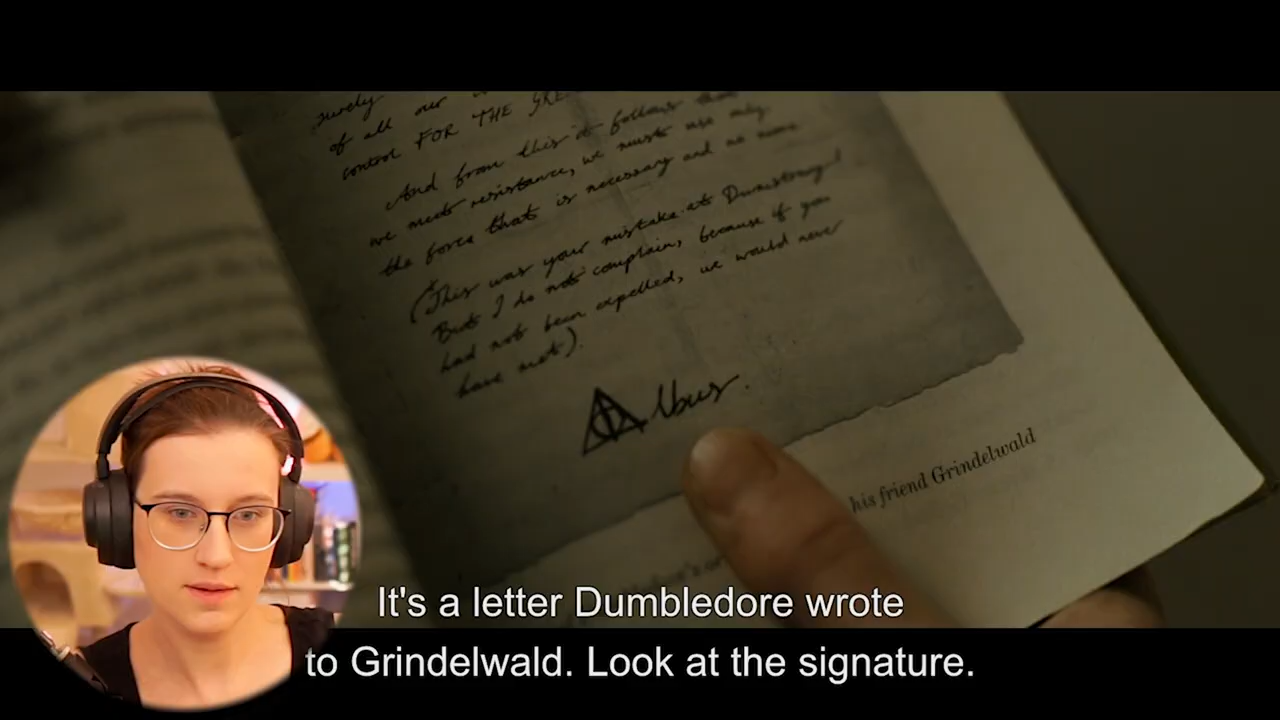 surely
of all our
control FOR THE GRE
And from this it follows that
we meet resistance, we must use only
the force that is necessary and no more.
(This was your mistake at Durmstrang!
But I do not complain, because if you
had not been expelled, we would never
have met).
Albus.
his friend Grindelwald
It's a letter Dumbledore wrote
to Grindelwald. Look at the signature.